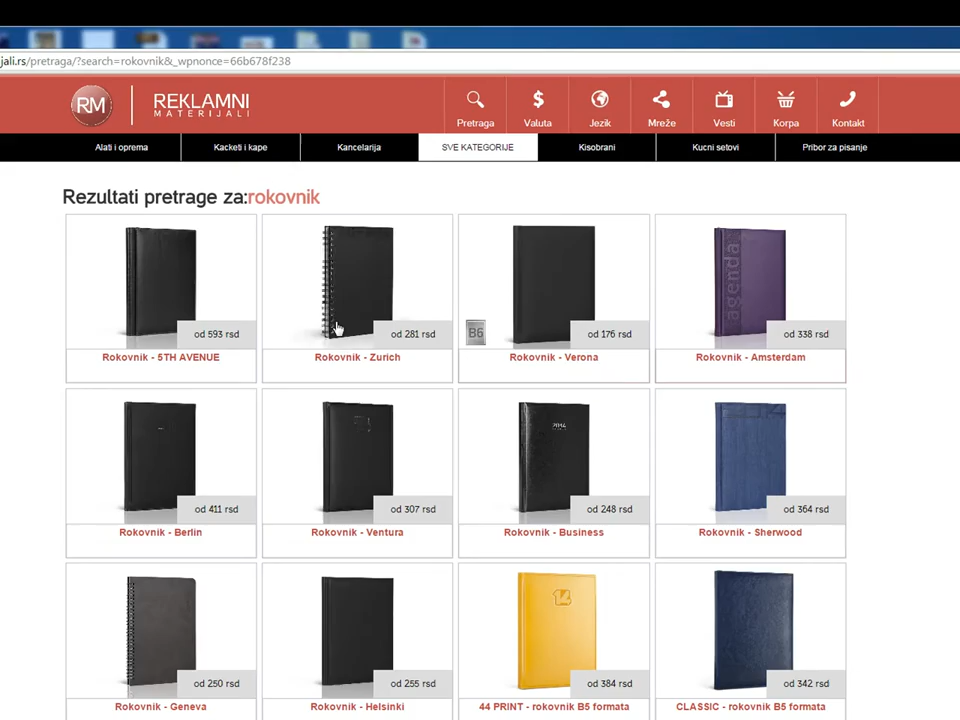 jali.rs/pretraga/?search=rokovnik&_wpnonce=66b678f238
RM
REKLAMNI
MATERIJALI
Pretraga
Valuta
Jezik
Mreže
Vesti
Korpa
Kontakt
Alati i oprema
Kacketi i kape
Kancelarija
SVE KATEGORIJE
Kisobrani
Kucni setovi
Pribor za pisanje
Rezultati pretrage za:rokovnik
od 593 rsd
Rokovnik - 5TH AVENUE
od 281 rsd
Rokovnik - Zurich
B6
od 176 rsd
Rokovnik - Verona
agenda
od 338 rsd
Rokovnik - Amsterdam
od 411 rsd
Rokovnik - Berlin
od 307 rsd
Rokovnik - Ventura
2014
od 248 rsd
Rokovnik - Business
od 364 rsd
Rokovnik - Sherwood
od 250 rsd
Rokovnik - Geneva
od 255 rsd
Rokovnik - Helsinki
14
od 384 rsd
44 PRINT - rokovnik B5 formata
od 342 rsd
CLASSIC - rokovnik B5 formata